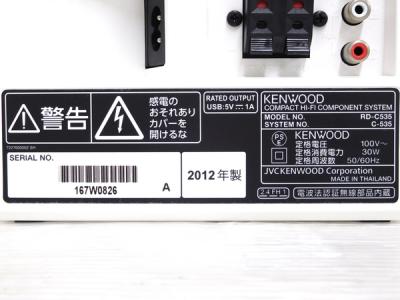 警告
感電の
おそれあり
カバーを
開けるな
RATED OUTPUT
USB:5V⎓1A
KENWOOD
COMPACT HI-FI COMPONENT SYSTEM
MODEL NO. RD-C535
SYSTEM NO. C-535
PS
E
KENWOOD
定格電圧 100V~
定格消費電力 30W
定格周波数 50/60Hz
JVCKENWOOD Corporation
MADE IN THAILAND
SERIAL NO.
167W0826
A
2012年製
2.4 FH 1
電波法認証無線部品内蔵